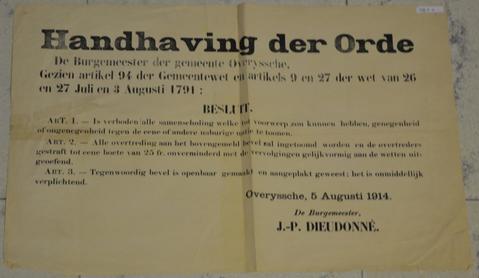 Handhaving der Orde
De Burgemeester der gemeente Overyssche,
Gezien artikel 94 der Gemeentewet en artikels 9 en 27 der wet van 26
en 27 Juli en 3 Augusti 1791 :
BESLUIT.
ART. 1. — Is verboden alle samenscholing welke tot voorwerp zou kunnen hebben, genegenheid
of ongenegenheid tegen de eene of andere naburige natie te toonen.
ART. 2. — Alle overtreding aan het bovengemeld bevel zal ingetoomd worden en de overtreders
gestraft tot eene boete van 25 fr. onverminderd met de vervolgingen gelijkvormig aan de wetten uit-
geoefend.
ART. 3. — Tegenwoordig bevel is openbaar gemaakt en aangeplakt geweest; het is onmiddellijk
verplichtend.
Overyssche, 5 Augusti 1914.
De Burgemeester,
J.-P. DIEUDONNÉ.